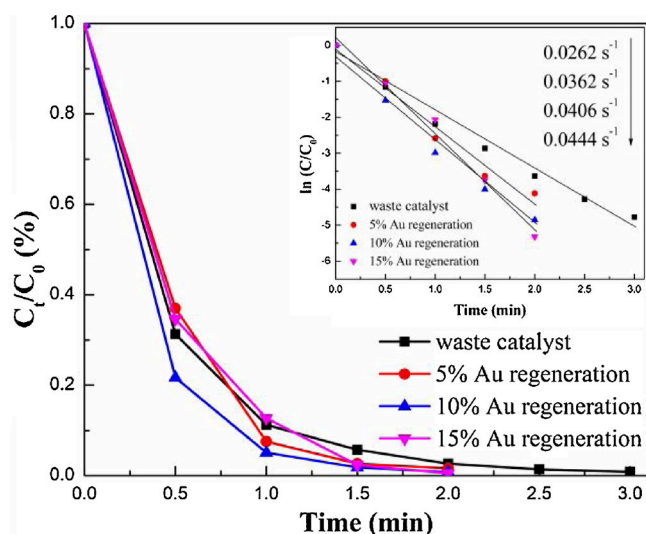 1.0
0.8
0.6
0.4
0.2
0.0
C_t/C_0 (%)
0.0 0.5 1.0 1.5 2.0 2.5 3.0
Time (min)
waste catalyst
5% Au regeneration
10% Au regeneration
15% Au regeneration
0
-1
-2
-3
-4
-5
-6
ln (C/C_0)
0.0 0.5 1.0 1.5 2.0 2.5 3.0
Time (min)
0.0262 s^-1
0.0362 s^-1
0.0406 s^-1
0.0444 s^-1
waste catalyst
5% Au regeneration
10% Au regeneration
15% Au regeneration